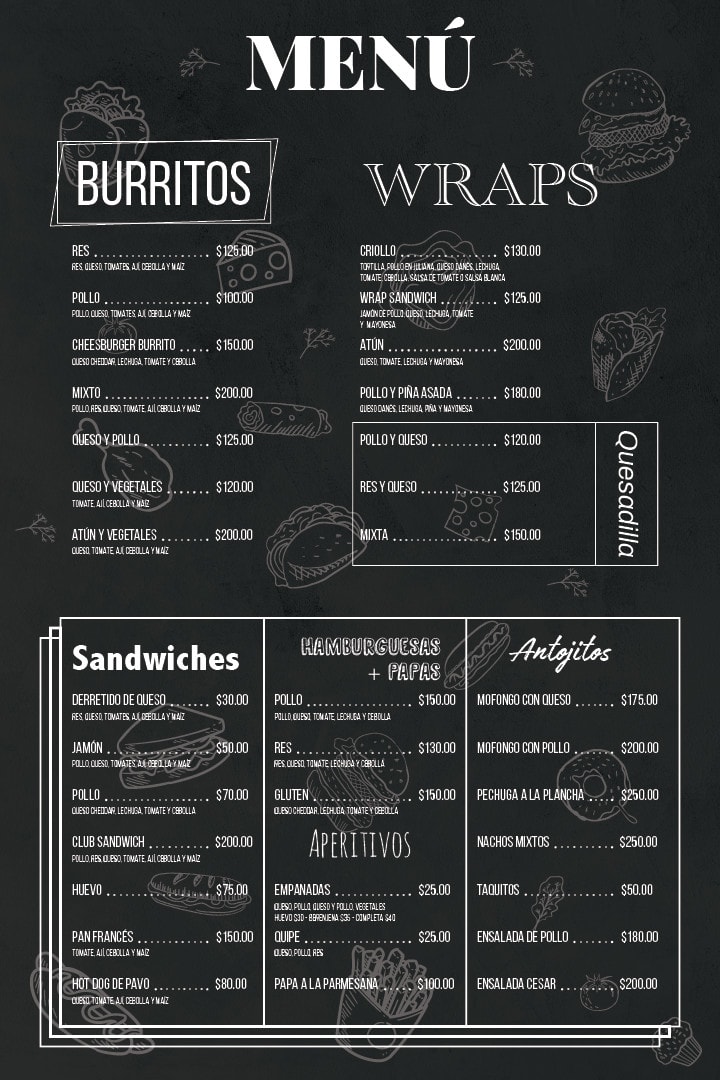 MENÚ
BURRITOS
RES .................. $125.00
RES, QUESO, TOMATES, AJÍ, CEBOLLA Y MAÍZ
POLLO .................. $100.00
POLLO, QUESO, TOMATES, AJÍ, CEBOLLA Y MAÍZ
CHEESBURGER BURRITO ..... $150.00
QUESO CHEDDAR, LECHUGA, TOMATE Y CEBOLLA
MIXTO .................. $200.00
POLLO, RES, QUESO, TOMATE, AJÍ, CEBOLLA Y MAÍZ
QUESO Y POLLO ........... $125.00
QUESO Y VEGETALES ....... $120.00
TOMATE, AJÍ, CEBOLLA Y MAÍZ
ATÚN Y VEGETALES ........ $200.00
QUESO, TOMATE, AJÍ, CEBOLLA Y MAÍZ
WRAPS
CRIOLLO ................ $130.00
TORTILLA, POLLO EN JULIANA, QUESO DANÉS, LECHUGA,
TOMATE, CEBOLLA, SALSA DE TOMATE O SALSA BLANCA
WRAP SANDWICH ......... $125.00
JAMÓN DE POLLO, QUESO, LECHUGA, TOMATE
Y MAYONESA
ATÚN .................. $200.00
QUESO, TOMATE, LECHUGA Y MAYONESA
POLLO Y PIÑA ASADA ....... $180.00
QUESO DANÉS, LECHUGA, PIÑA Y MAYONESA
POLLO Y QUESO ........... $120.00
RES Y QUESO ............. $125.00
MIXTA .................. $150.00
Quesadilla
Sandwiches
DERRETIDO DE QUESO ........ $30.00
RES, QUESO, TOMATES, AJÍ, CEBOLLA Y MAÍZ
JAMÓN .................. $50.00
POLLO, QUESO, TOMATES, AJÍ, CEBOLLA Y MAÍZ
POLLO .................. $70.00
QUESO CHEDDAR, LECHUGA, TOMATE Y CEBOLLA
CLUB SANDWICH .......... $200.00
POLLO, RES, QUESO, TOMATE, AJÍ, CEBOLLA Y MAÍZ
HUEVO .................. $75.00
PAN FRANCÉS ............ $150.00
TOMATE, AJÍ, CEBOLLA Y MAÍZ
HOT DOG DE PAVO ......... $80.00
QUESO, TOMATE, AJÍ, CEBOLLA Y MAÍZ
HAMBURGUESAS
+ PAPAS
POLLO .................. $150.00
POLLO, QUESO, TOMATE, LECHUGA Y CEBOLLA
RES .................. $130.00
RES, QUESO, TOMATE, LECHUGA Y CEBOLLA
GLUTEN ................ $150.00
QUESO CHEDDAR, LECHUGA, TOMATE Y CEBOLLA
APERITIVOS
EMPANADAS ............. $25.00
QUESO, POLLO, QUESO Y POLLO, VEGETALES
HUEVO $30 - BERENJENA $35 - COMPLETA $40
QUIPE .................. $25.00
QUESO, POLLO, RES
PAPA A LA PARMESANA ..... $100.00
Antojitos
MOFONGO CON QUESO ....... $175.00
MOFONGO CON POLLO ....... $200.00
PECHUGA A LA PLANCHA ..... $250.00
NACHOS MIXTOS .......... $250.00
TAQUITOS ............... $50.00
ENSALADA DE POLLO ....... $180.00
ENSALADA CESAR .......... $200.00